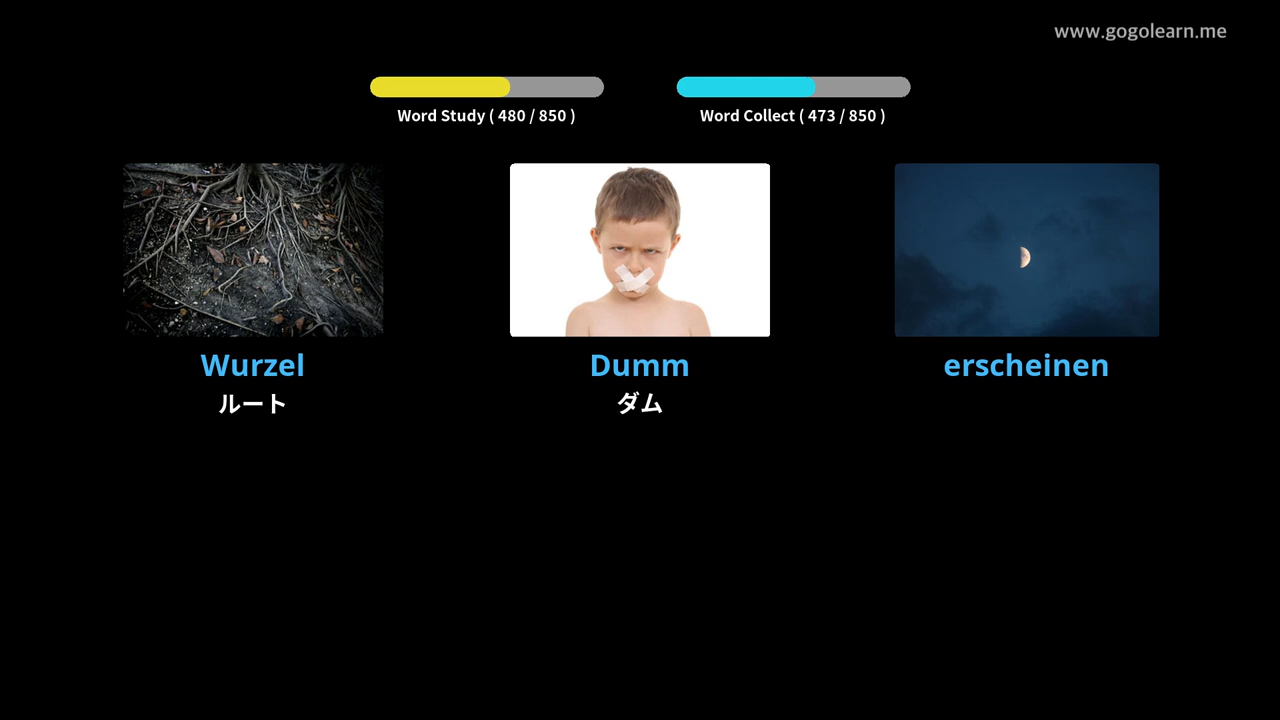 www.gogolearn.me
Word Study ( 480 / 850 )
Word Collect ( 473 / 850 )
Wurzel
ルート
Dumm
ダム
erscheinen